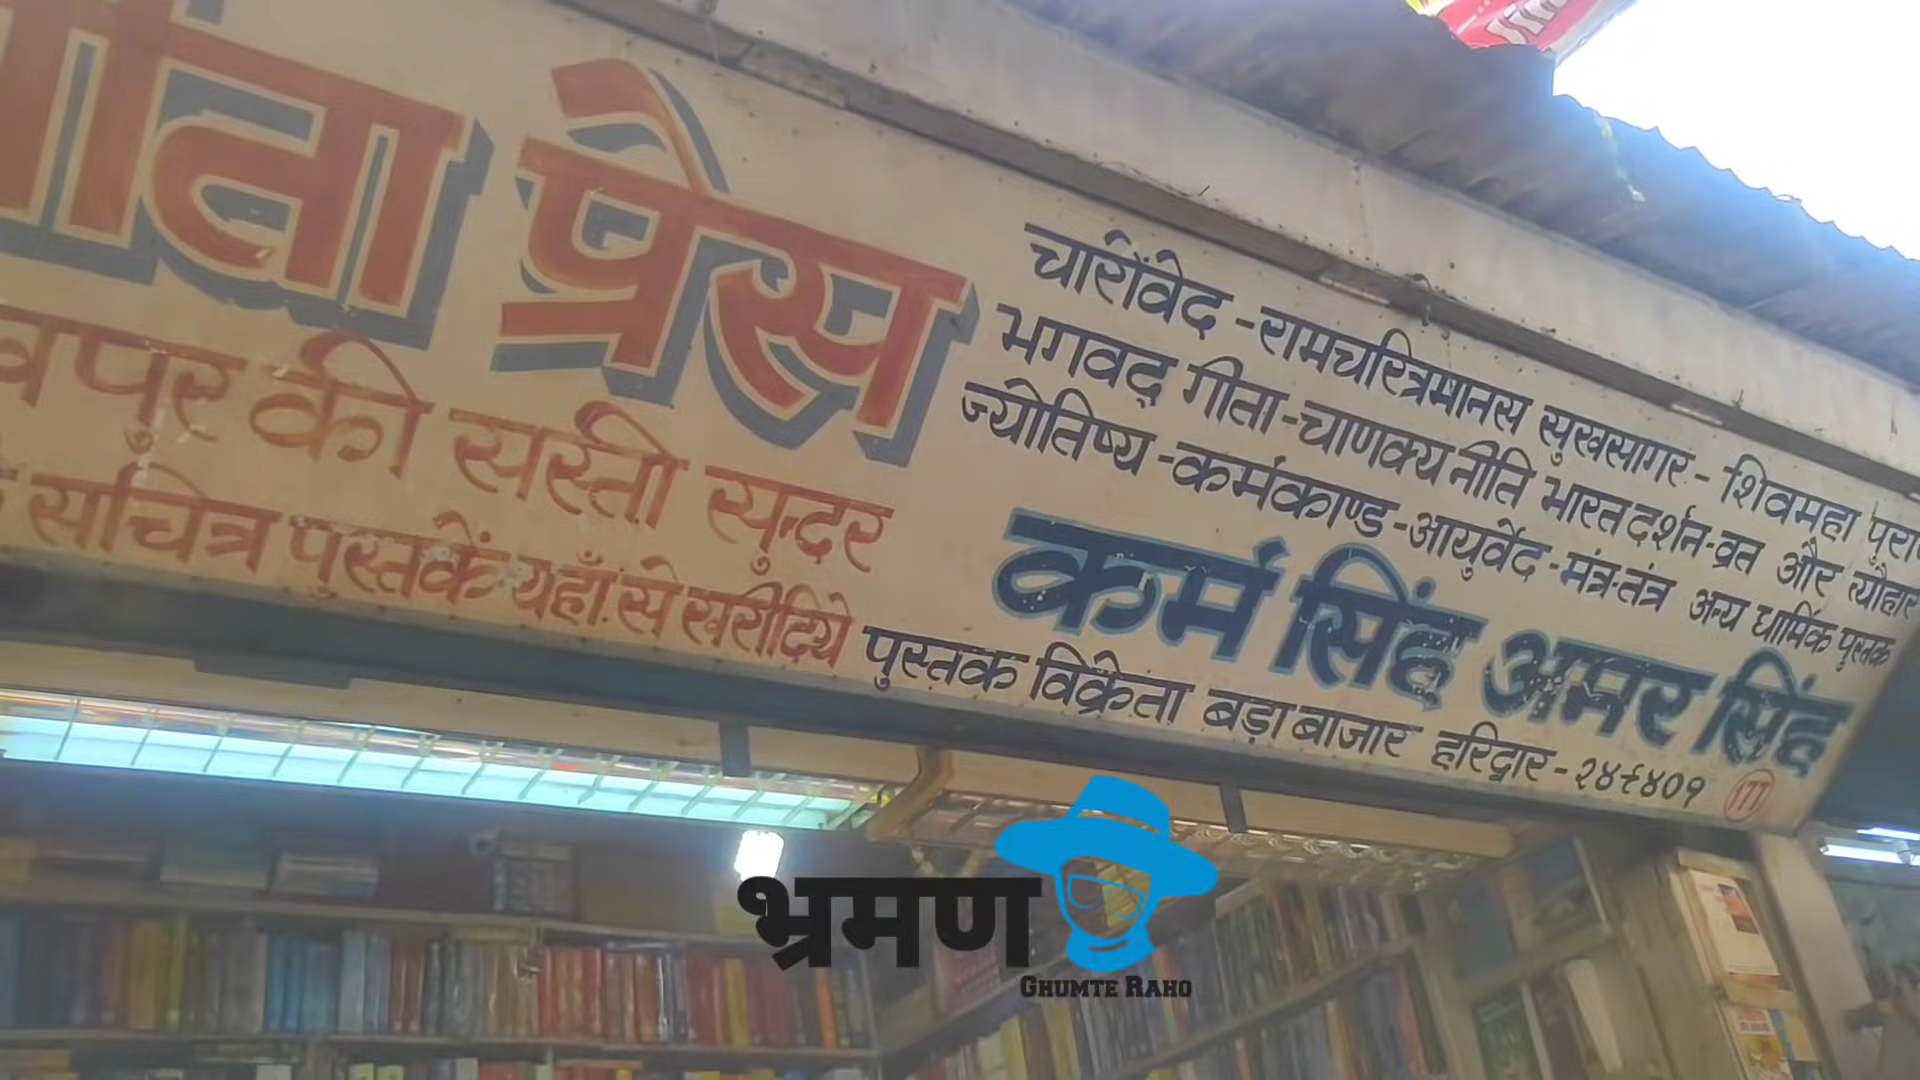 गीता प्रेस
गोरखपुर की सस्ती सुन्दर
सचित्र पुस्तकें यहाँ से खरीदिये
चारोंवेद - रामचरित्रमानस सुखसागर - शिवमहा पुराण
भगवद् गीता - चाणक्य नीति भारत दर्शन - व्रत और त्यौहार
ज्योतिष्य - कर्मकाण्ड - आयुर्वेद - मंत्र-तंत्र अन्य धार्मिक पुस्तक
कर्म सिंह अमर सिंह
पुस्तक विक्रेता बड़ा बाजार हरिद्वार - २४९४०१
177
भ्रमण
GHUMTE RAHO